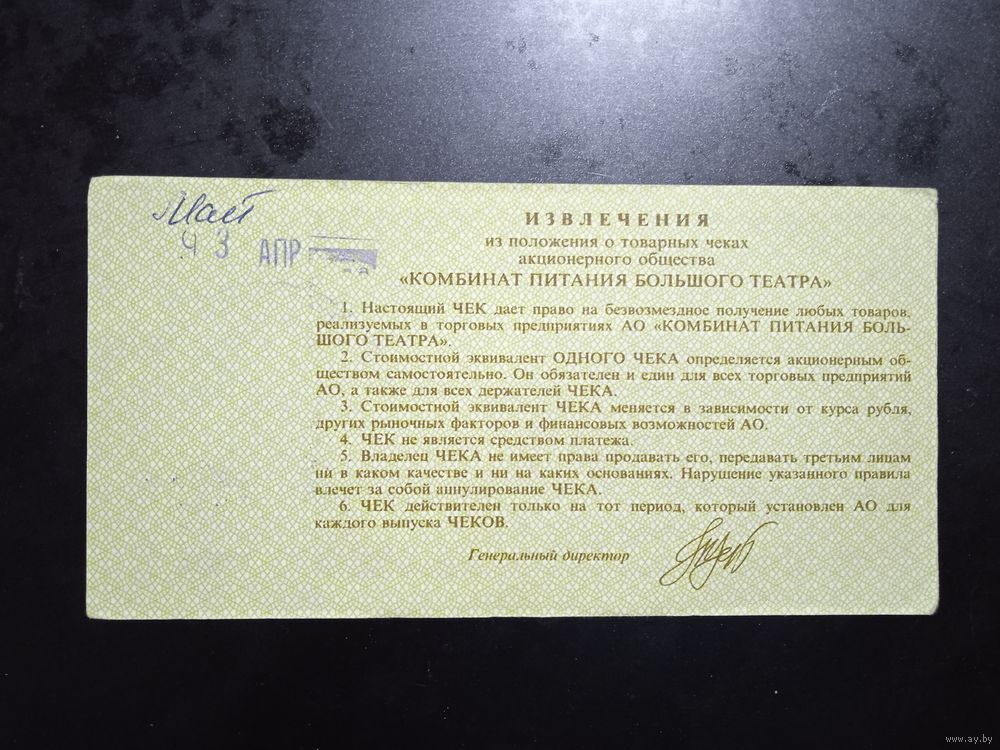 Май
АПР
ИЗВЛЕЧЕНИЯ
из положения о товарных чеках
акционерного общества
«КОМБИНАТ ПИТАНИЯ БОЛЬШОГО ТЕАТРА»
1. Настоящий ЧЕК дает право на безвозмездное получение любых товаров,
реализуемых в торговых предприятиях АО «КОМБИНАТ ПИТАНИЯ БОЛЬ-
ШОГО ТЕАТРА».
2. Стоимостной эквивалент ОДНОГО ЧЕКА определяется акционерным об-
ществом самостоятельно. Он обязателен и един для всех торговых предприятий
АО, а также для всех держателей ЧЕКА.
3. Стоимостной эквивалент ЧЕКА меняется в зависимости от курса рубля,
других рыночных факторов и финансовых возможностей АО.
4. ЧЕК не является средством платежа.
5. Владелец ЧЕКА не имеет права продавать его, передавать третьим лицам
ни в каком качестве и ни на каких основаниях. Нарушение указанного правила
влечет за собой аннулирование ЧЕКА.
6. ЧЕК действителен только на тот период, который установлен АО для
каждого выпуска ЧЕКОВ.
Генеральный директор
www.ay.by